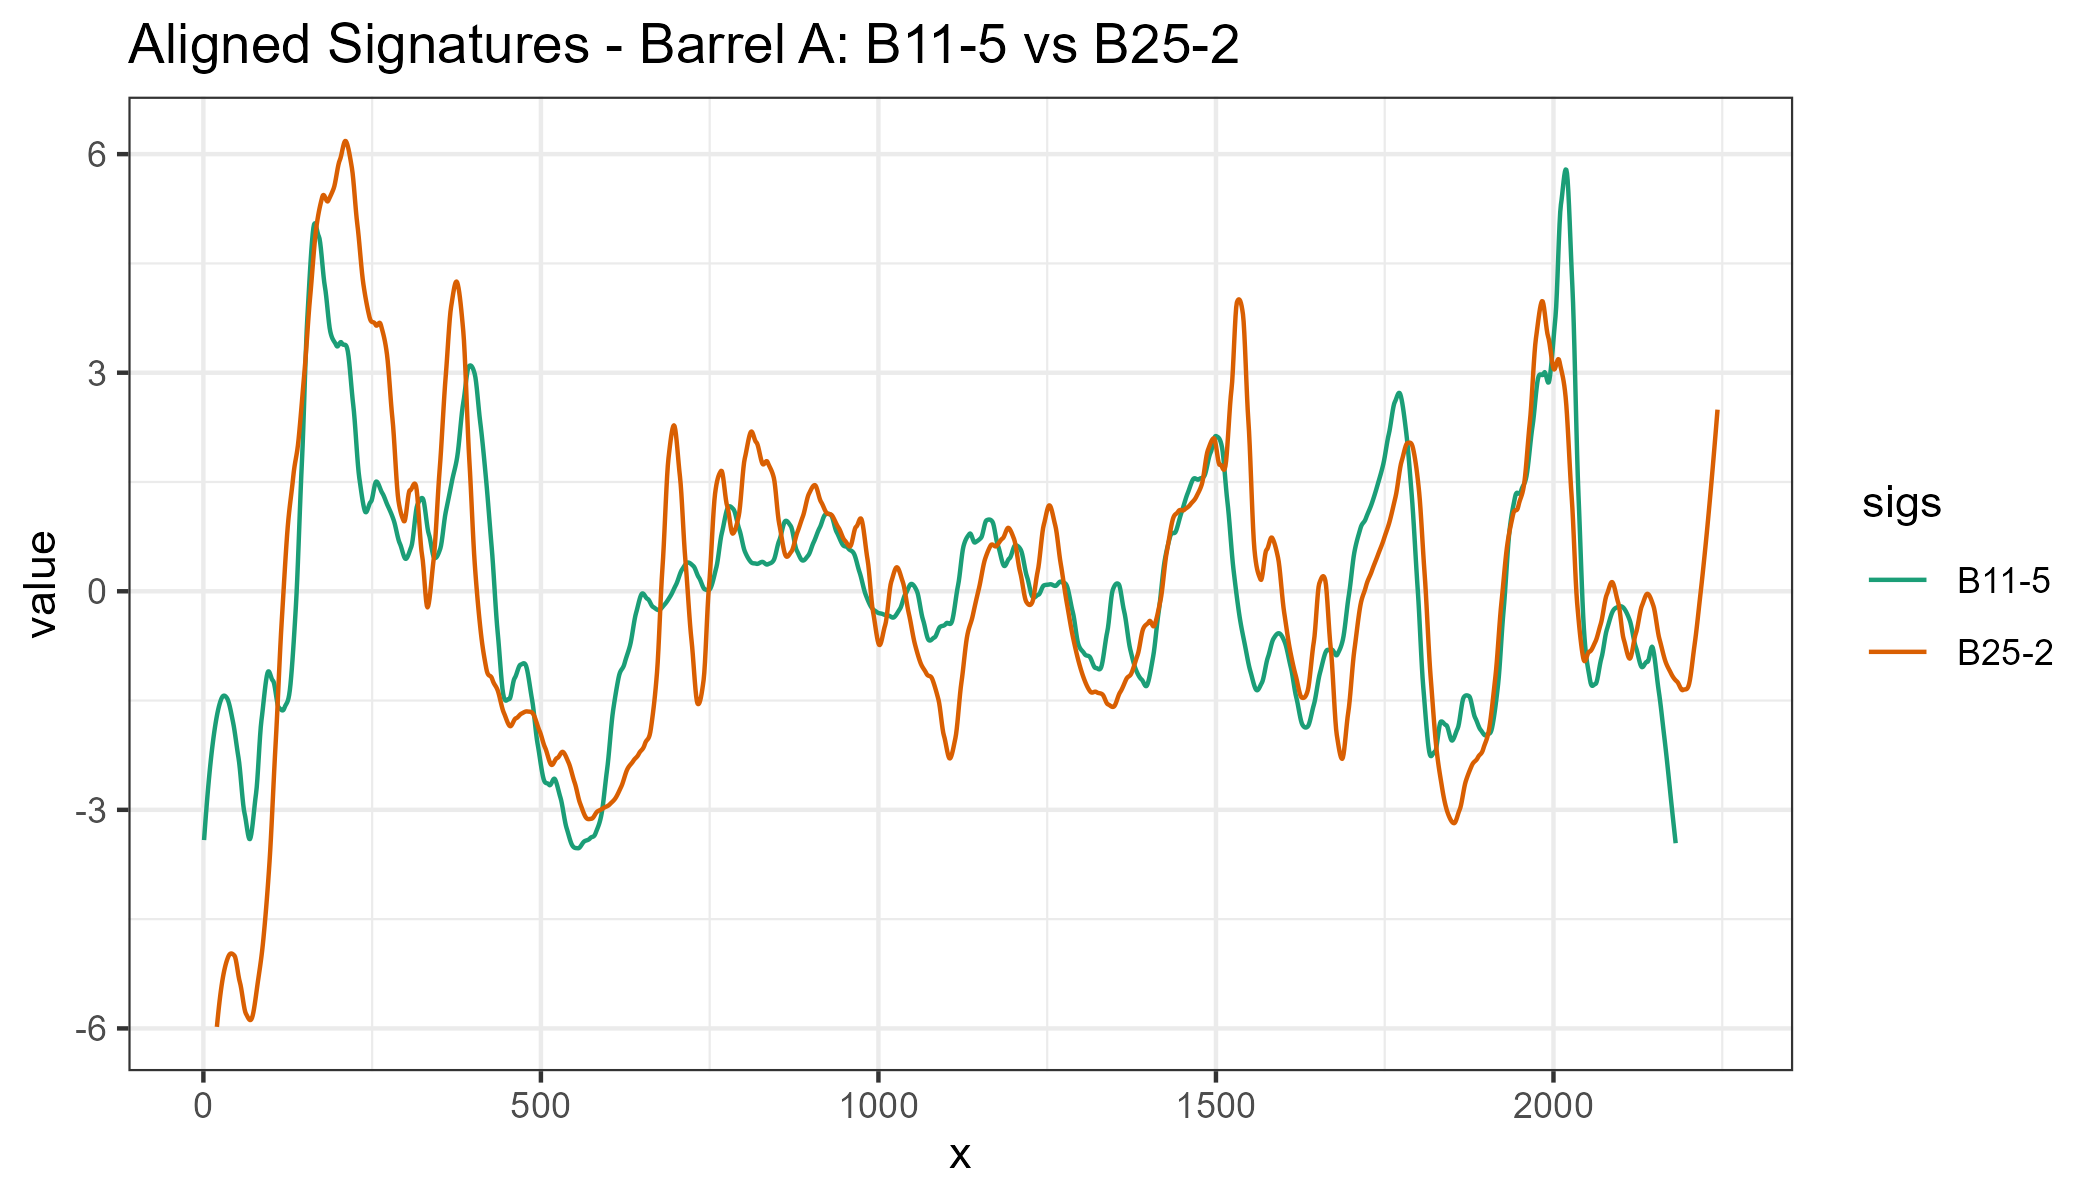 Aligned Signatures - Barrel A: B11-5 vs B25-2
6
3
0
-3
-6
value
0 500 1000 1500 2000
x
sigs
B11-5
B25-2